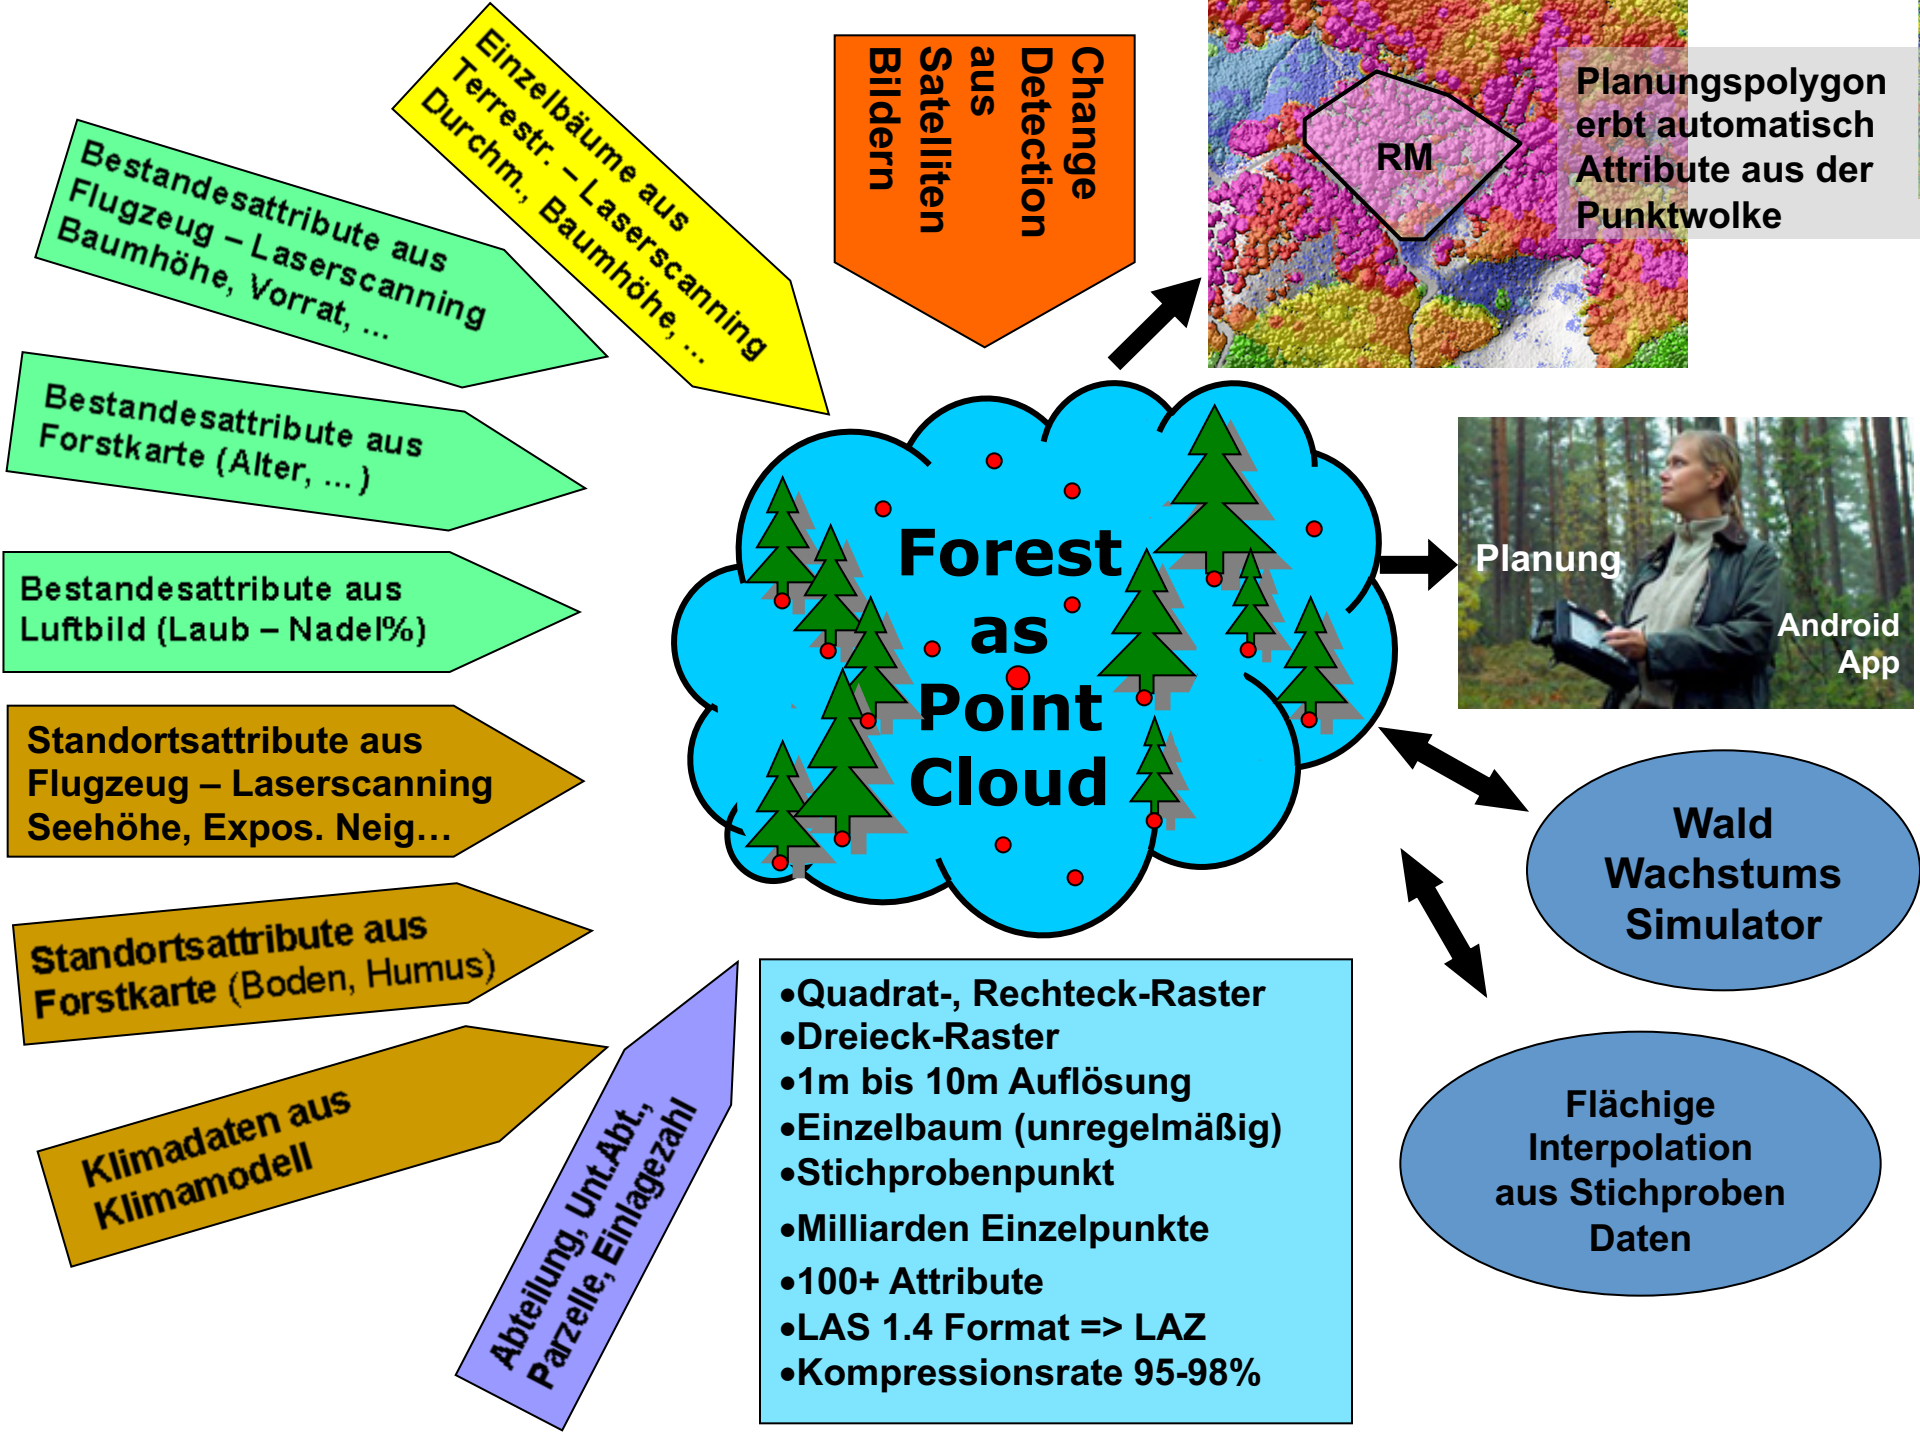 Einzelbäume aus
Terrestr. – Laserscanning
Durchm., Baumhöhe, ...
Change
Detection
aus
Satelliten
Bildern
Planungspolygon
erbt automatisch
Attribute aus der
Punktwolke
RM
Bestandesattribute aus
Flugzeug – Laserscanning
Baumhöhe, Vorrat, ...
Bestandesattribute aus
Forstkarte (Alter, ... )
Bestandesattribute aus
Luftbild (Laub – Nadel%)
Standortsattribute aus
Flugzeug – Laserscanning
Seehöhe, Expos. Neig…
Standortsattribute aus
Forstkarte (Boden, Humus)
Klimadaten aus
Klimamodell
Abteilung, Unt.Abt.,
Parzelle, Einlagezahl
Forest
as
Point
Cloud
Planung
Android
App
Wald
Wachstums
Simulator
Flächige
Interpolation
aus Stichproben
Daten
•Quadrat-, Rechteck-Raster
•Dreieck-Raster
•1m bis 10m Auflösung
•Einzelbaum (unregelmäßig)
•Stichprobenpunkt
•Milliarden Einzelpunkte
•100+ Attribute
•LAS 1.4 Format => LAZ
•Kompressionsrate 95-98%